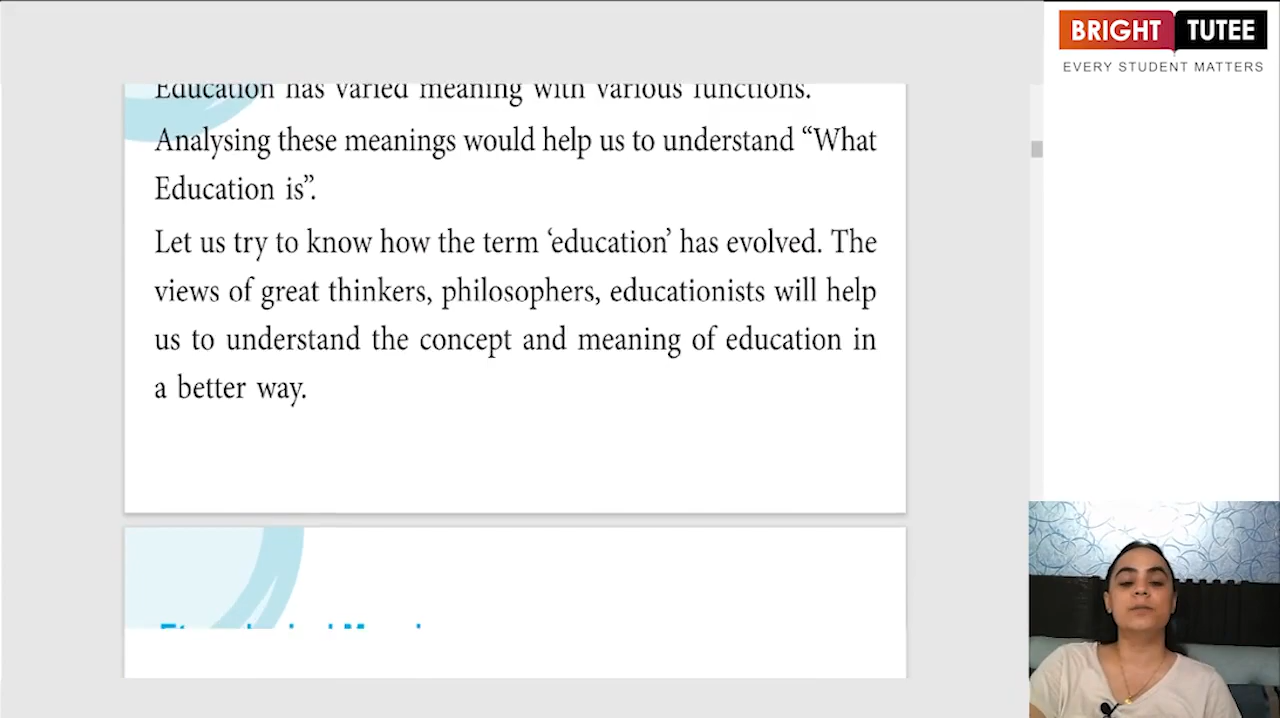 BRIGHT TUTEE
EVERY STUDENT MATTERS
Education has varied meaning with various functions.
Analysing these meanings would help us to understand “What
Education is”.
Let us try to know how the term ‘education’ has evolved. The
views of great thinkers, philosophers, educationists will help
us to understand the concept and meaning of education in
a better way.